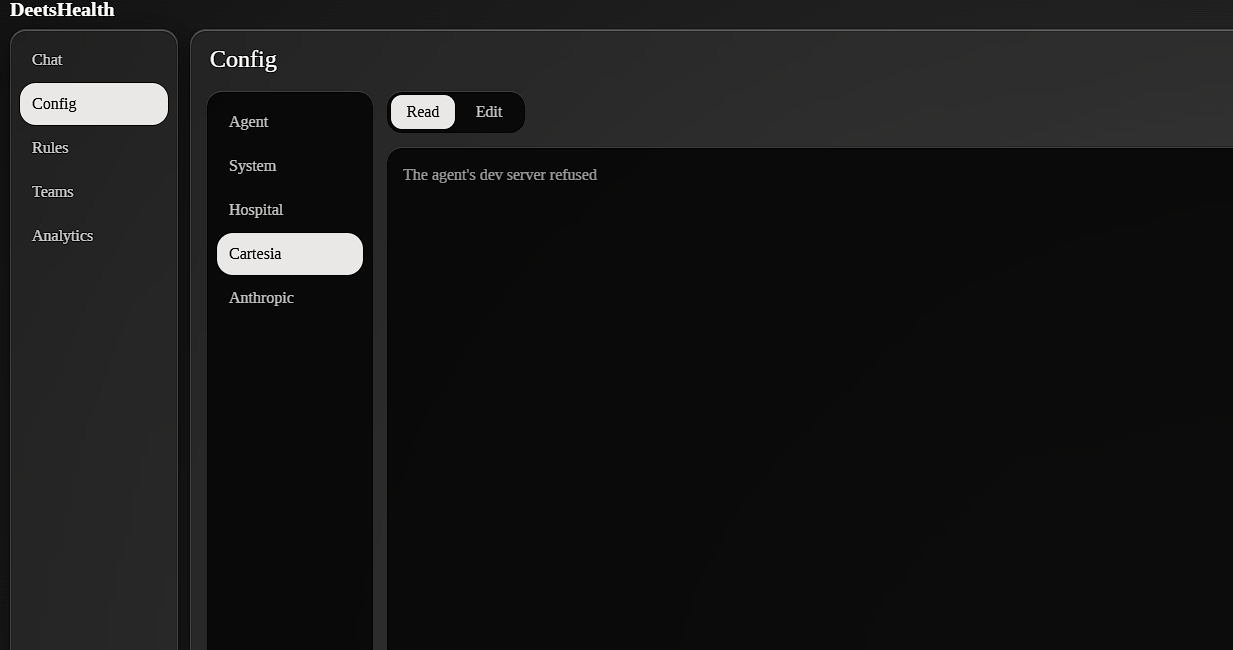 DeetsHealth
Chat
Config
Rules
Teams
Analytics
Config
Agent
System
Hospital
Cartesia
Anthropic
Read Edit
The agent's dev server refused